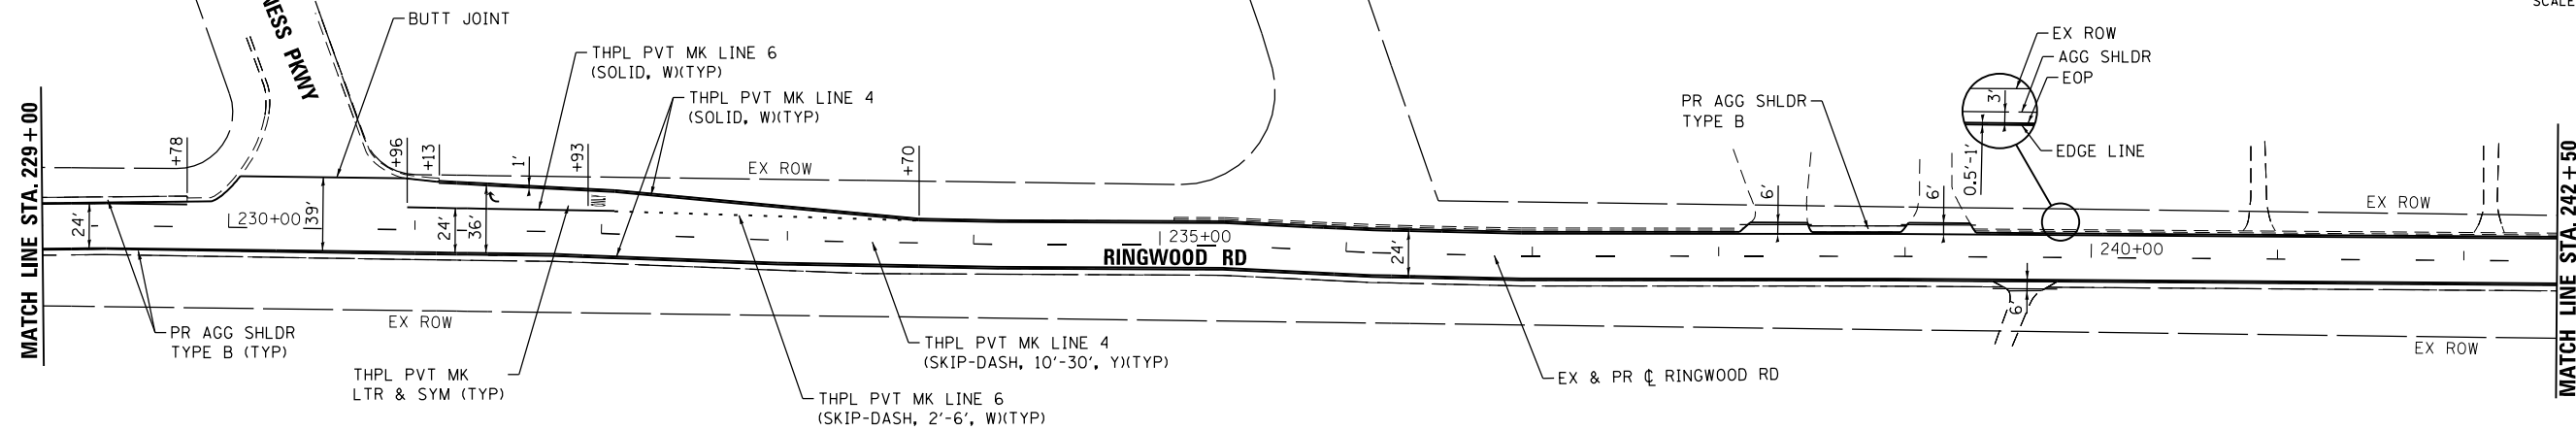 SCALE
NESS PKWY
BUTT JOINT
THPL PVT MK LINE 6
(SOLID, W)(TYP)
THPL PVT MK LINE 4
(SOLID, W)(TYP)
EX ROW
AGG SHLDR
EOP
3'
EDGE LINE
0.5'-1'
PR AGG SHLDR
TYPE B
MATCH LINE STA. 229+00
+78
+96
+13
1'
+93
+70
EX ROW
6'
6'
EX ROW
MATCH LINE STA. 242+50
24'
230+00
39'
24'
36'
235+00
RINGWOOD RD
24'
240+00
6'
EX ROW
EX ROW
PR AGG SHLDR
TYPE B (TYP)
THPL PVT MK
LTR & SYM (TYP)
THPL PVT MK LINE 4
(SKIP-DASH, 10'-30', Y)(TYP)
THPL PVT MK LINE 6
(SKIP-DASH, 2'-6', W)(TYP)
EX & PR ℄ RINGWOOD RD